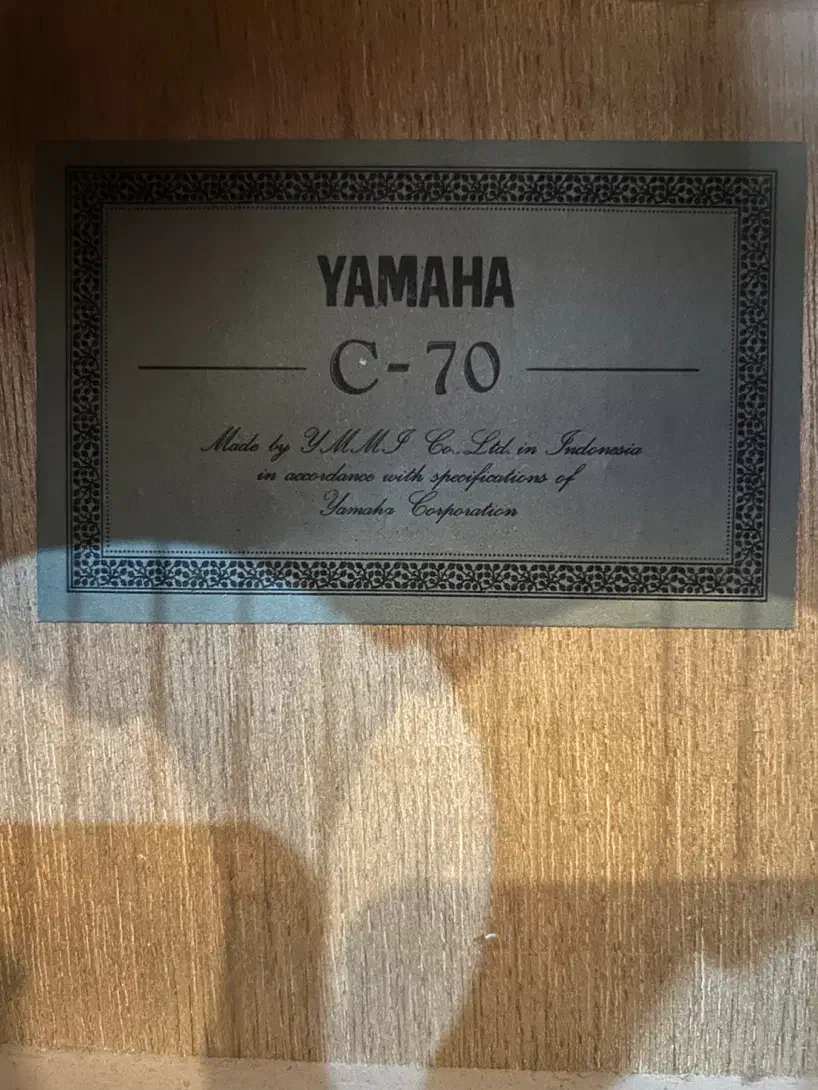 YAMAHA
C-70
Made by YMMI Co. Ltd. in Indonesia
in accordance with specifications of
Yamaha Corporation